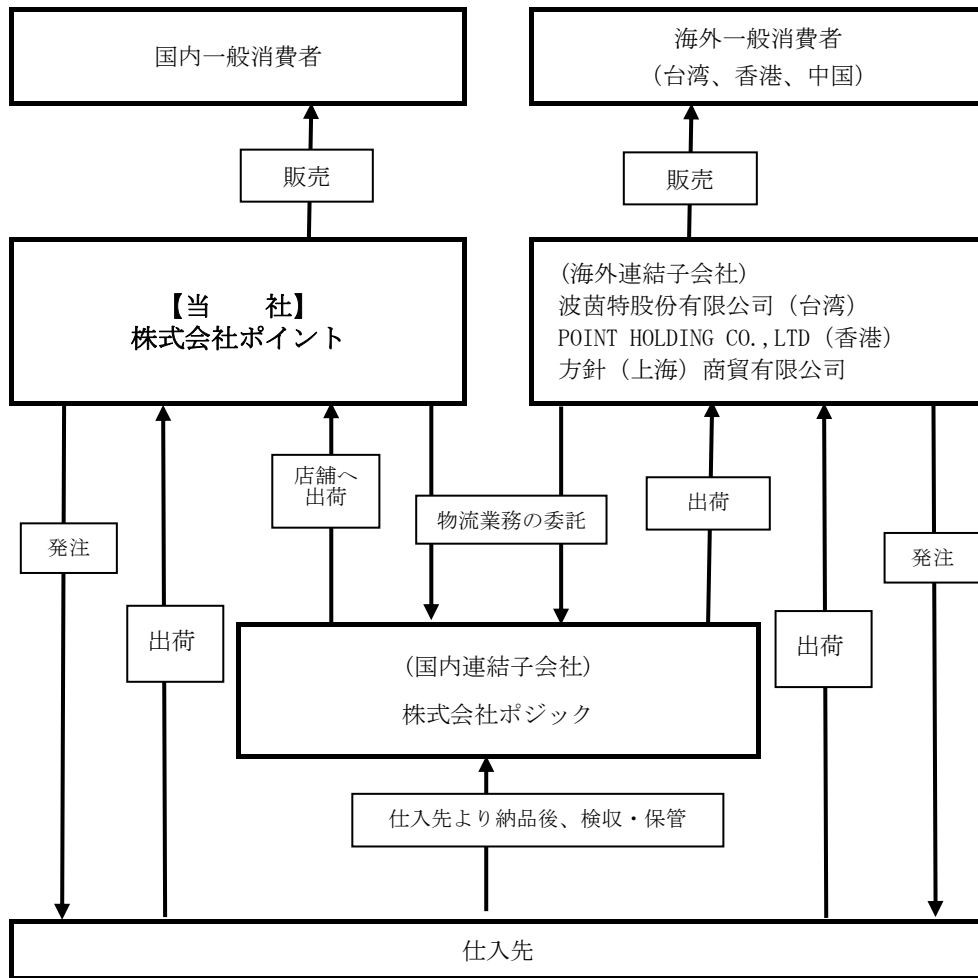 国内一般消費者
海外一般消費者
(台湾、香港、中国)
販売
販売
【当　　社】
株式会社ポイント
(海外連結子会社)
波茵特股份有限公司(台湾)
POINT HOLDING CO.,LTD(香港)
方針(上海)商貿有限公司
店舗へ
出荷
物流業務の委託
出荷
発注
発注
出荷
出荷
(国内連結子会社)
株式会社ポジック
仕入先より納品後、検収・保管
仕入先